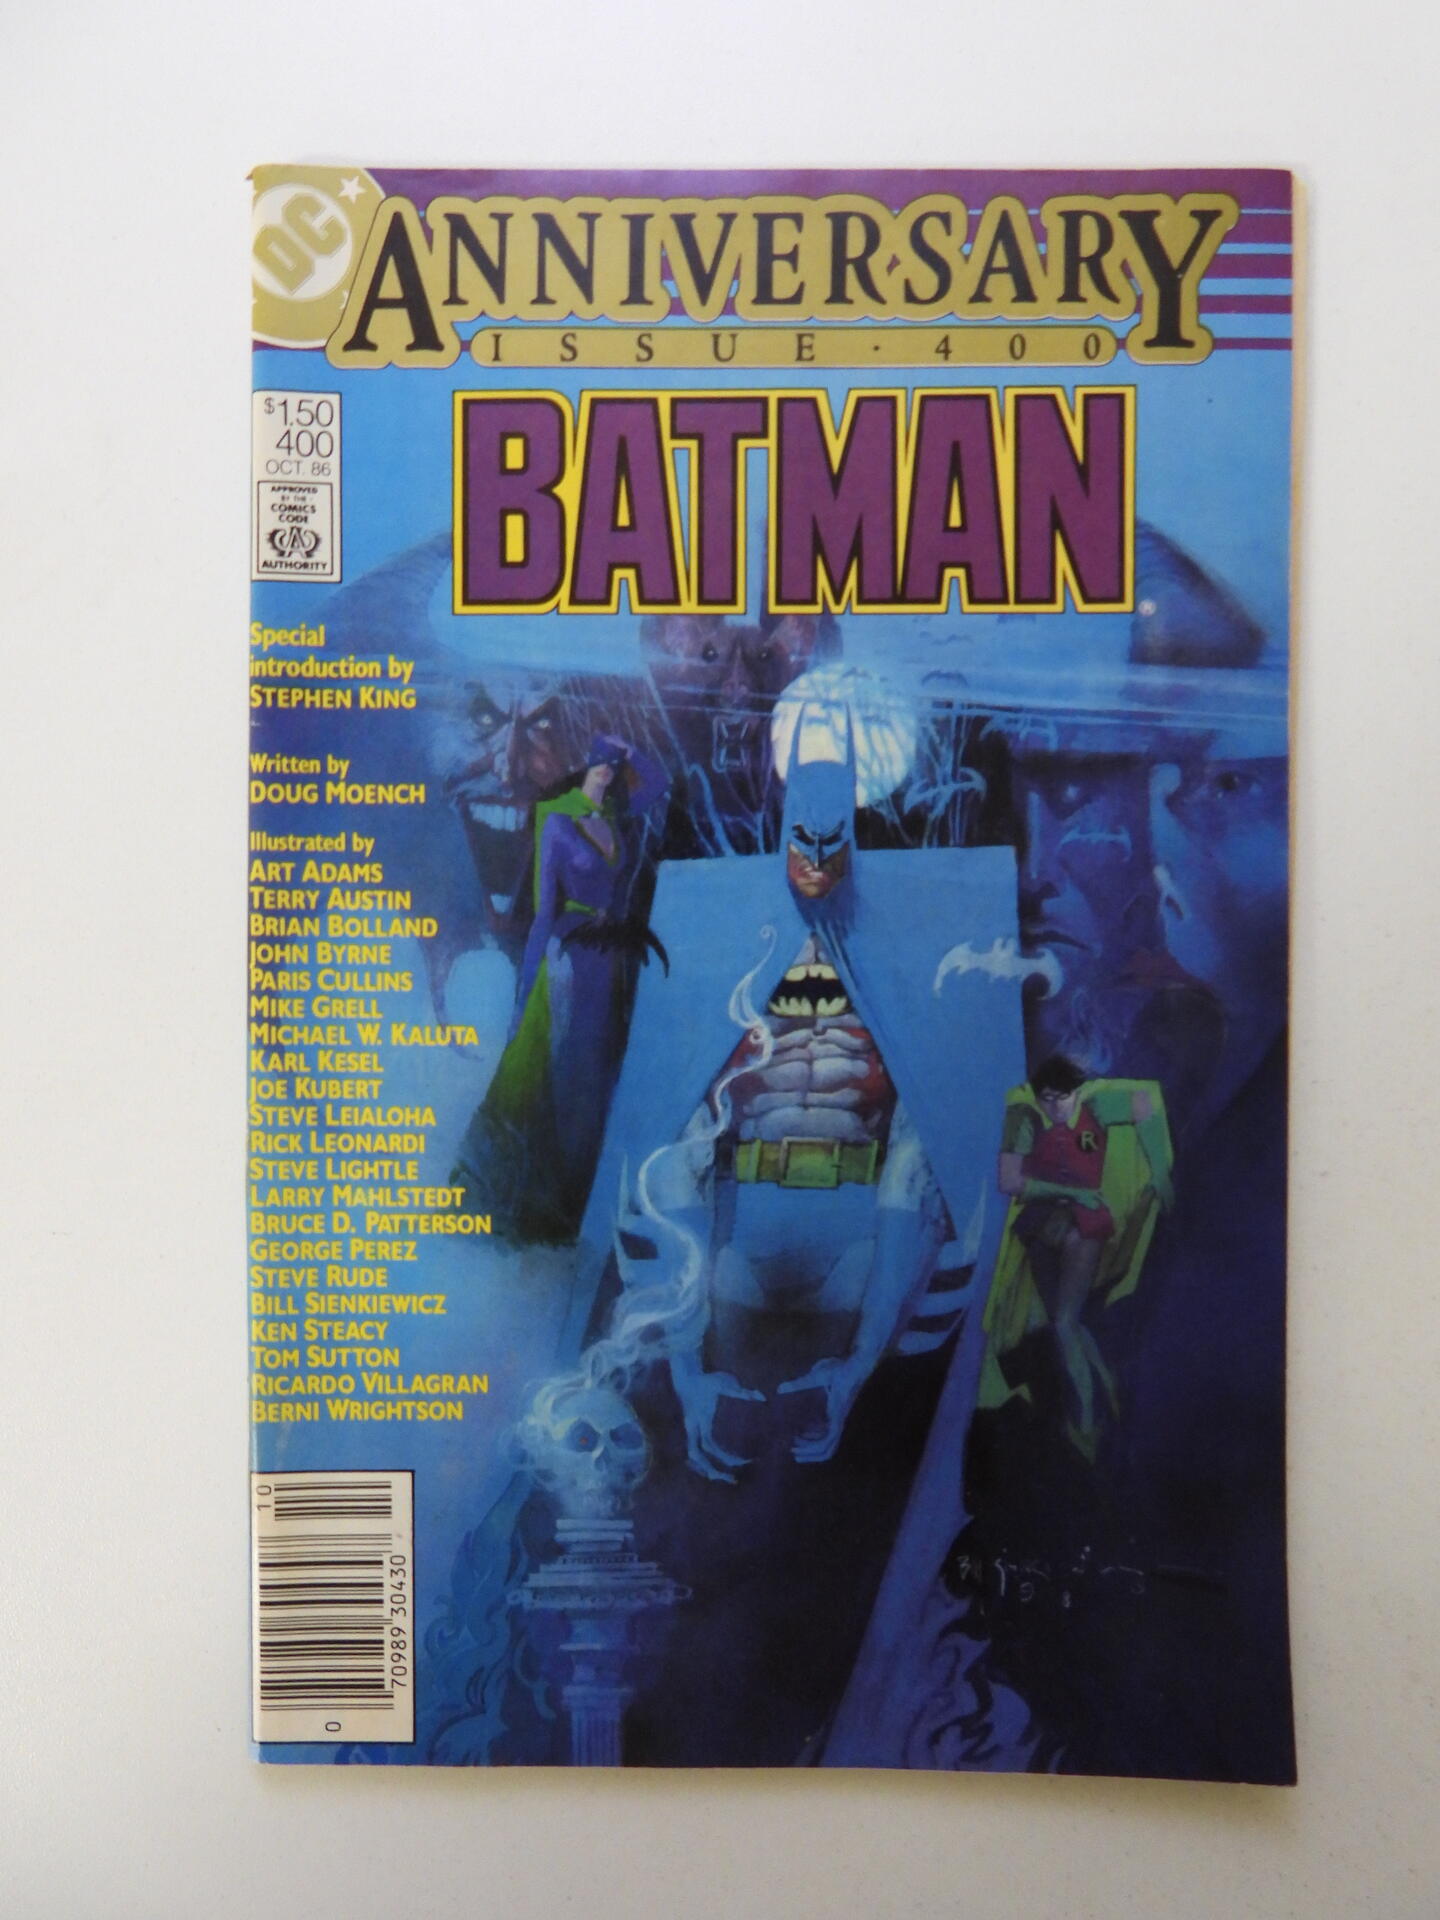 DC
ANNIVERSARY
ISSUE · 400
BATMAN
®
$1.50
400
OCT. 86
APPROVED
BY THE
COMICS
CODE
CA
AUTHORITY
Special
introduction by
STEPHEN KING
Written by
DOUG MOENCH
Illustrated by
ART ADAMS
TERRY AUSTIN
BRIAN BOLLAND
JOHN BYRNE
PARIS CULLINS
MIKE GRELL
MICHAEL W. KALUTA
KARL KESEL
JOE KUBERT
STEVE LEIALOHA
RICK LEONARDI
STEVE LIGHTLE
LARRY MAHLSTEDT
BRUCE D. PATTERSON
GEORGE PEREZ
STEVE RUDE
BILL SIENKIEWICZ
KEN STEACY
TOM SUTTON
RICARDO VILLAGRAN
BERNI WRIGHTSON
R
10
70989 30430
0